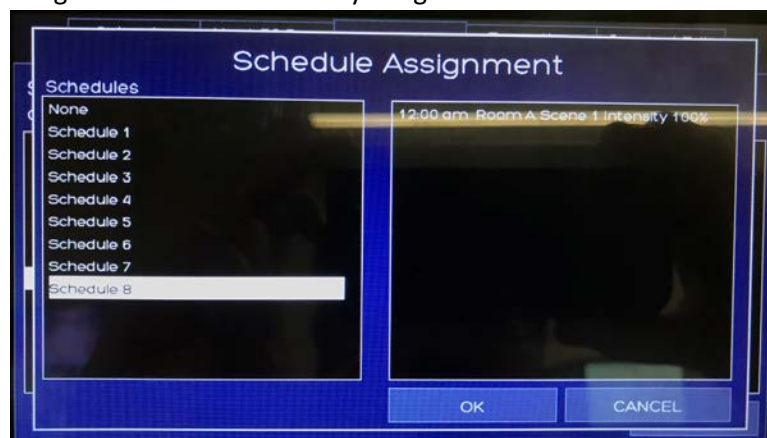 Schedule Assignment
Schedules
None
Schedule 1
Schedule 2
Schedule 3
Schedule 4
Schedule 5
Schedule 6
Schedule 7
Schedule 8
12:00 am Room A Scene 1 Intensity 100%
OK
CANCEL